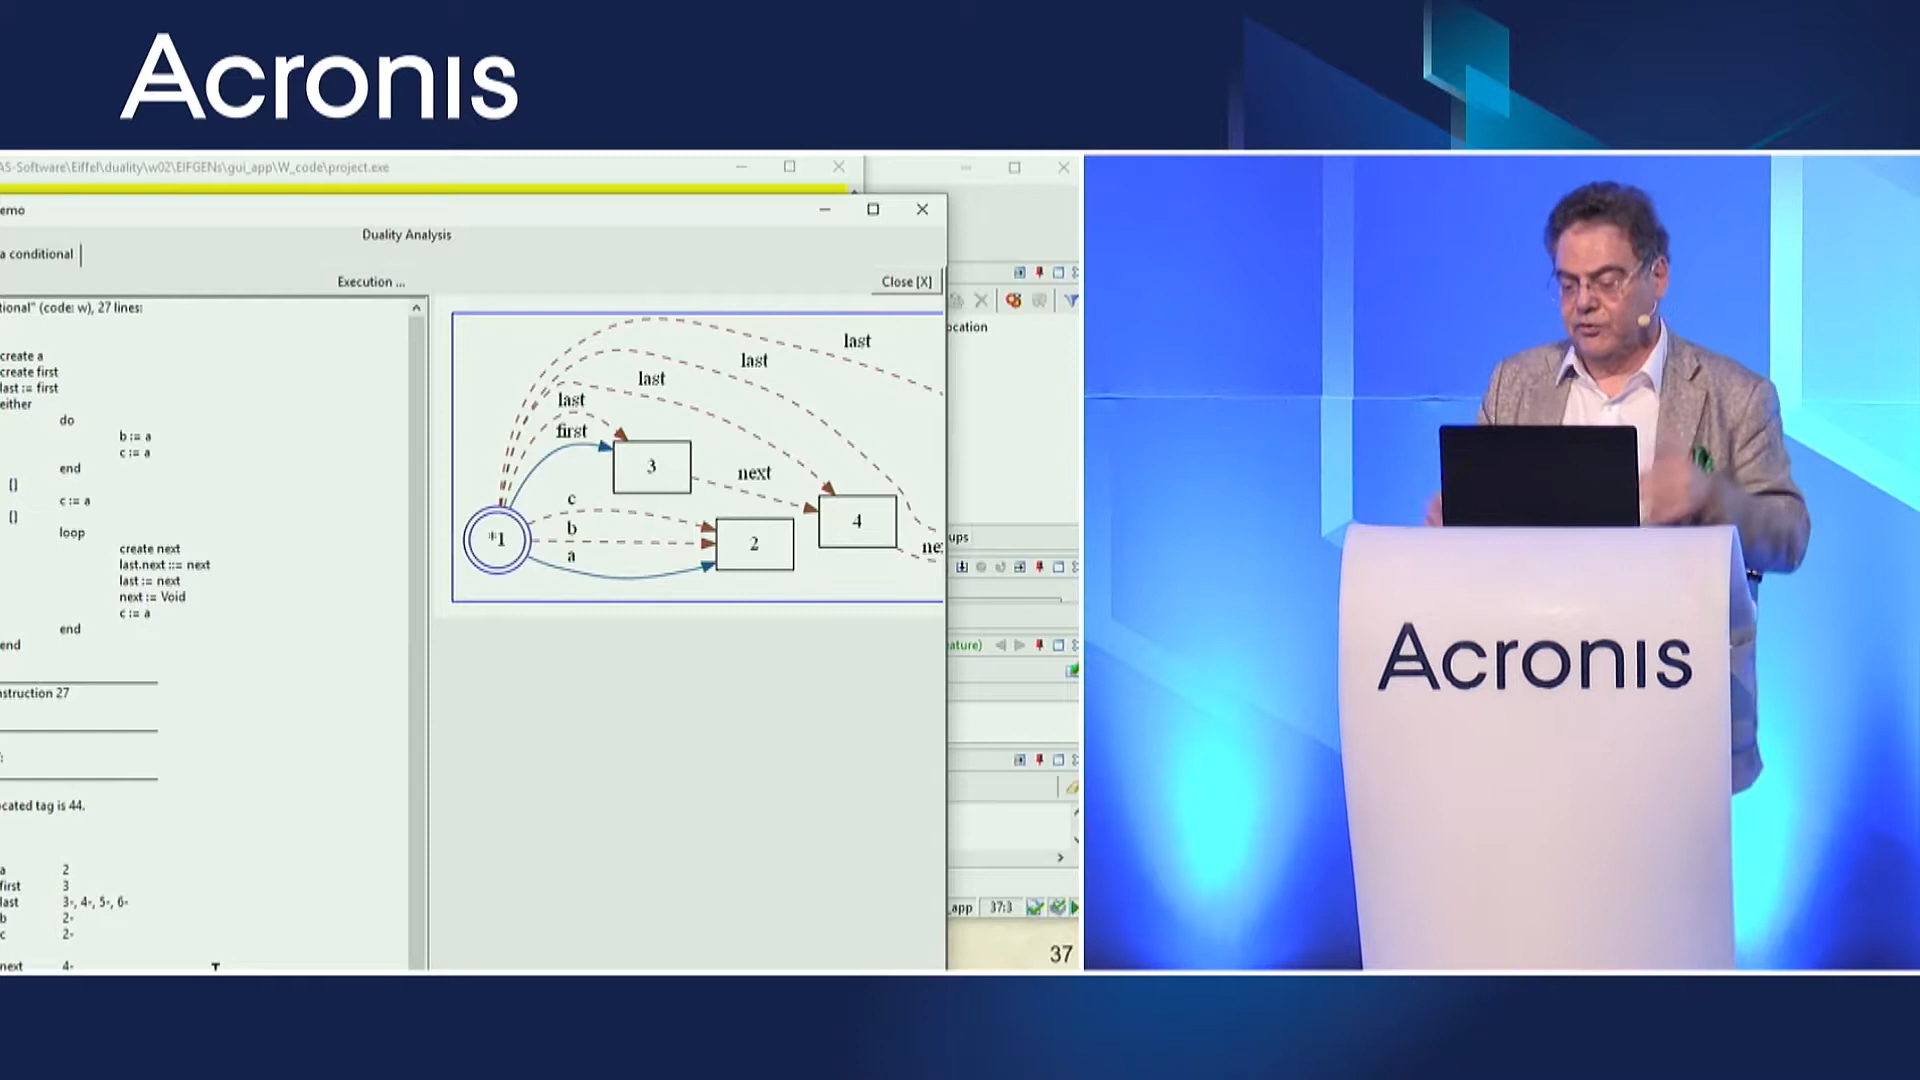 Acronis
AS-Software\Eiffel\duality\w02\EIFGENs\gui_app\W_code\project.exe
emo
Duality Analysis
a conditional
Execution ...
Close [X]
tional" (code: w), 27 lines:
create a
create first
last := first
either
do
b := a
c := a
end
[]
c := a
[]
loop
create next
last.next ::= next
last := next
next := Void
c := a
end
end
struction 27
:
cated tag is 44.
a 2
first 3
last 3-, 4-, 5-, 6-
b 2-
c 2-
next 4-
last
last
last
last
first
3
next
4
c
*1
b
2
a
ne
ocation
ups
ature)
_app 37:3
37
Acronis